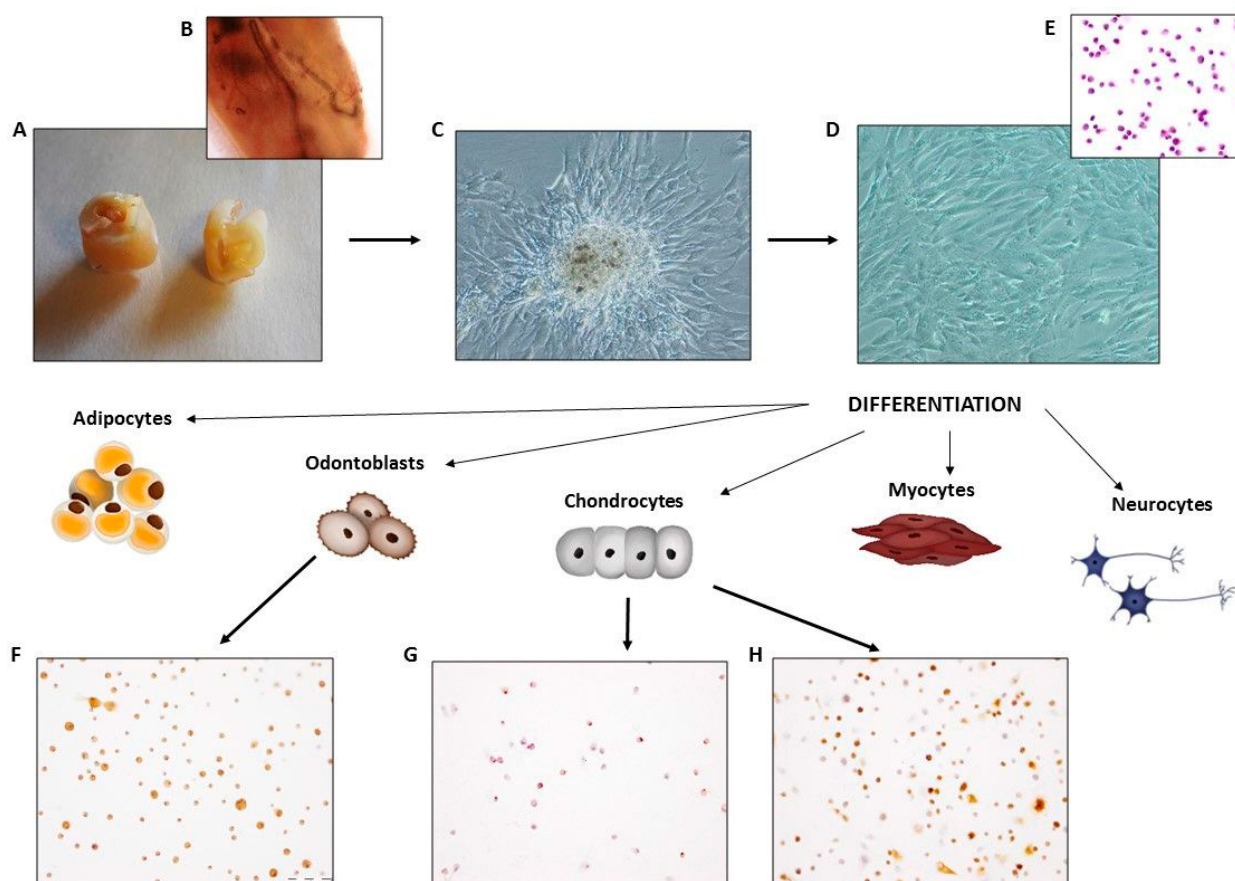 B
E
A
C
D
Adipocytes
DIFFERENTIATION
Odontoblasts
Chondrocytes
Myocytes
Neurocytes
F
G
H